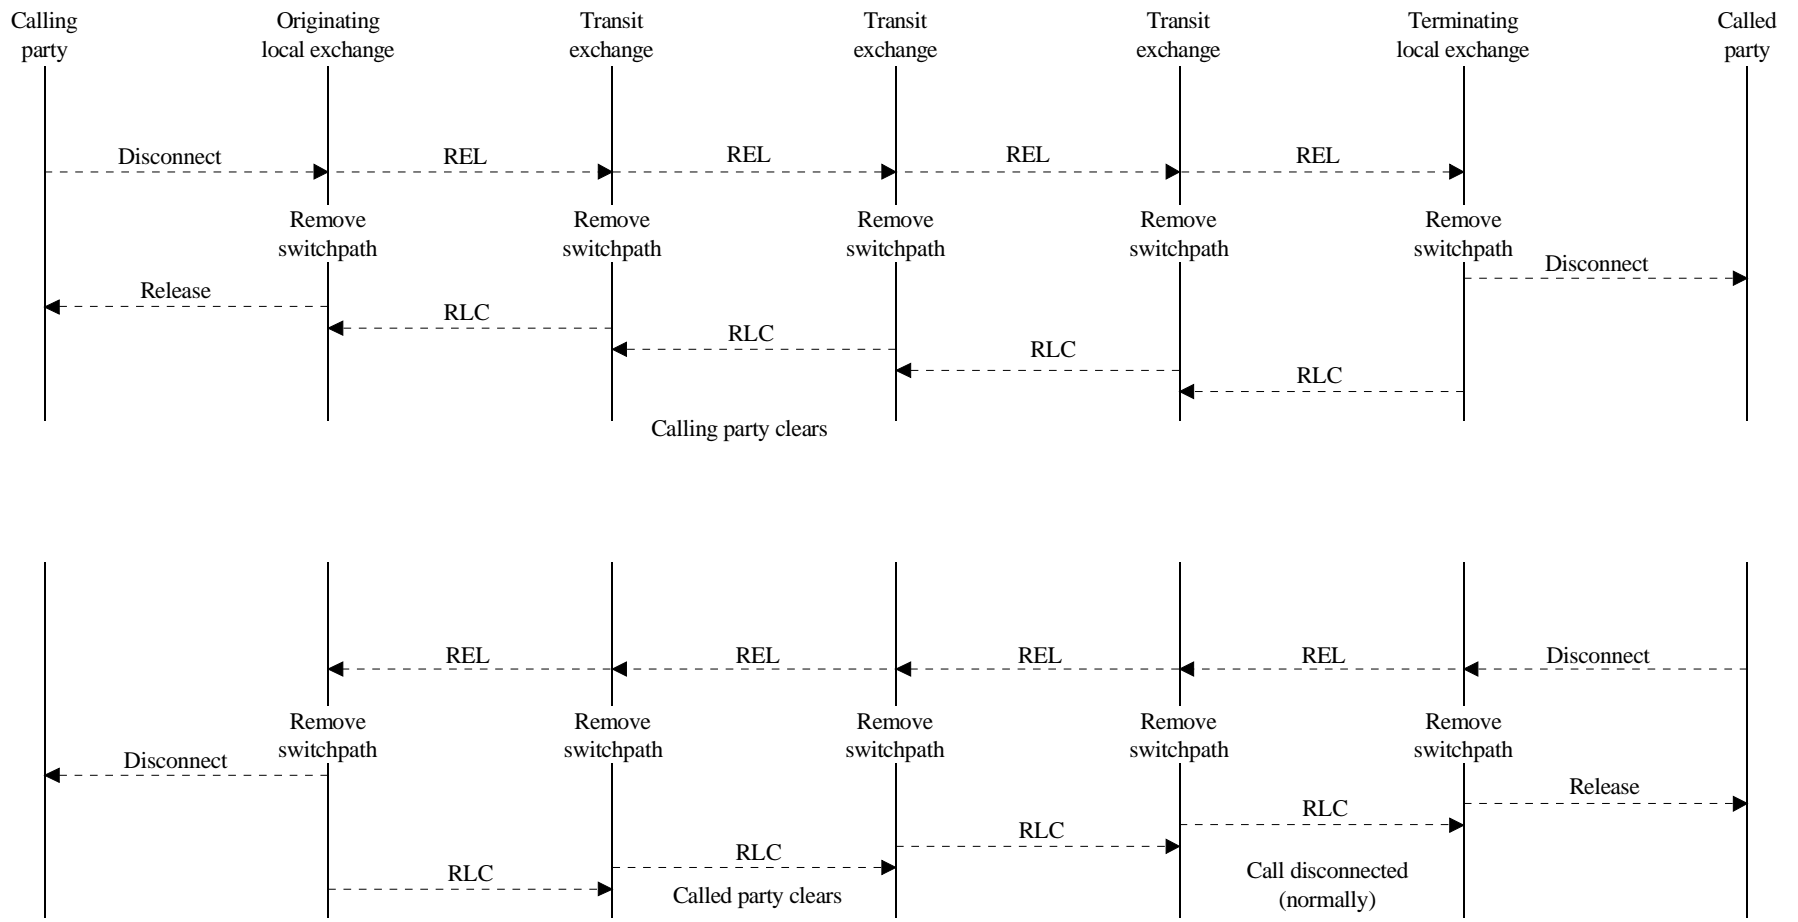 Calling
party
Originating
local exchange
Transit
exchange
Transit
exchange
Transit
exchange
Terminating
local exchange
Called
party
Disconnect
REL
REL
REL
REL
Remove
switchpath
Remove
switchpath
Remove
switchpath
Remove
switchpath
Remove
switchpath
Disconnect
Release
RLC
RLC
RLC
RLC
Calling party clears
REL
REL
REL
REL
Disconnect
Remove
switchpath
Remove
switchpath
Remove
switchpath
Remove
switchpath
Remove
switchpath
Disconnect
Release
RLC
RLC
RLC
RLC
Called party clears
Call disconnected
(normally)